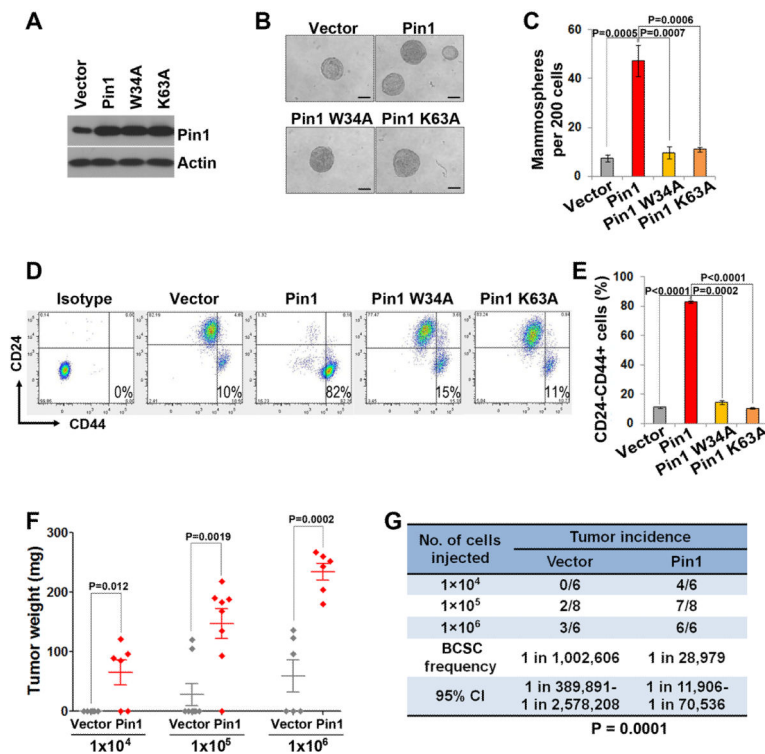 A
Vector
Pin1
W34A
K63A
Pin1
Actin
B
Vector Pin1
Pin1 W34A Pin1 K63A
C
P=0.0006
P=0.0005 P=0.0007
Mammospheres
per 200 cells
60
40
20
0
Vector
Pin1
Pin1 W34A
Pin1 K63A
D
Isotype Vector Pin1 Pin1 W34A Pin1 K63A
CD24
0% 10% 82% 15% 11%
CD44
E
P<0.0001
P<0.0001 P=0.0002
CD24-CD44+ cells (%)
100
80
60
40
20
0
Vector
Pin1
Pin1 W34A
Pin1 K63A
F
P=0.0002
P=0.0019
P=0.012
Tumor weight (mg)
300
200
100
0
Vector Pin1 Vector Pin1 Vector Pin1
1x10⁴ 1x10⁵ 1x10⁶
G
No. of cells injected Tumor incidence
Vector Pin1
1×10⁴ 0/6 4/6
1×10⁵ 2/8 7/8
1×10⁶ 3/6 6/6
BCSC
frequency 1 in 1,002,606 1 in 28,979
95% CI 1 in 389,891- 1 in 11,906-
1 in 2,578,208 1 in 70,536
P = 0.0001